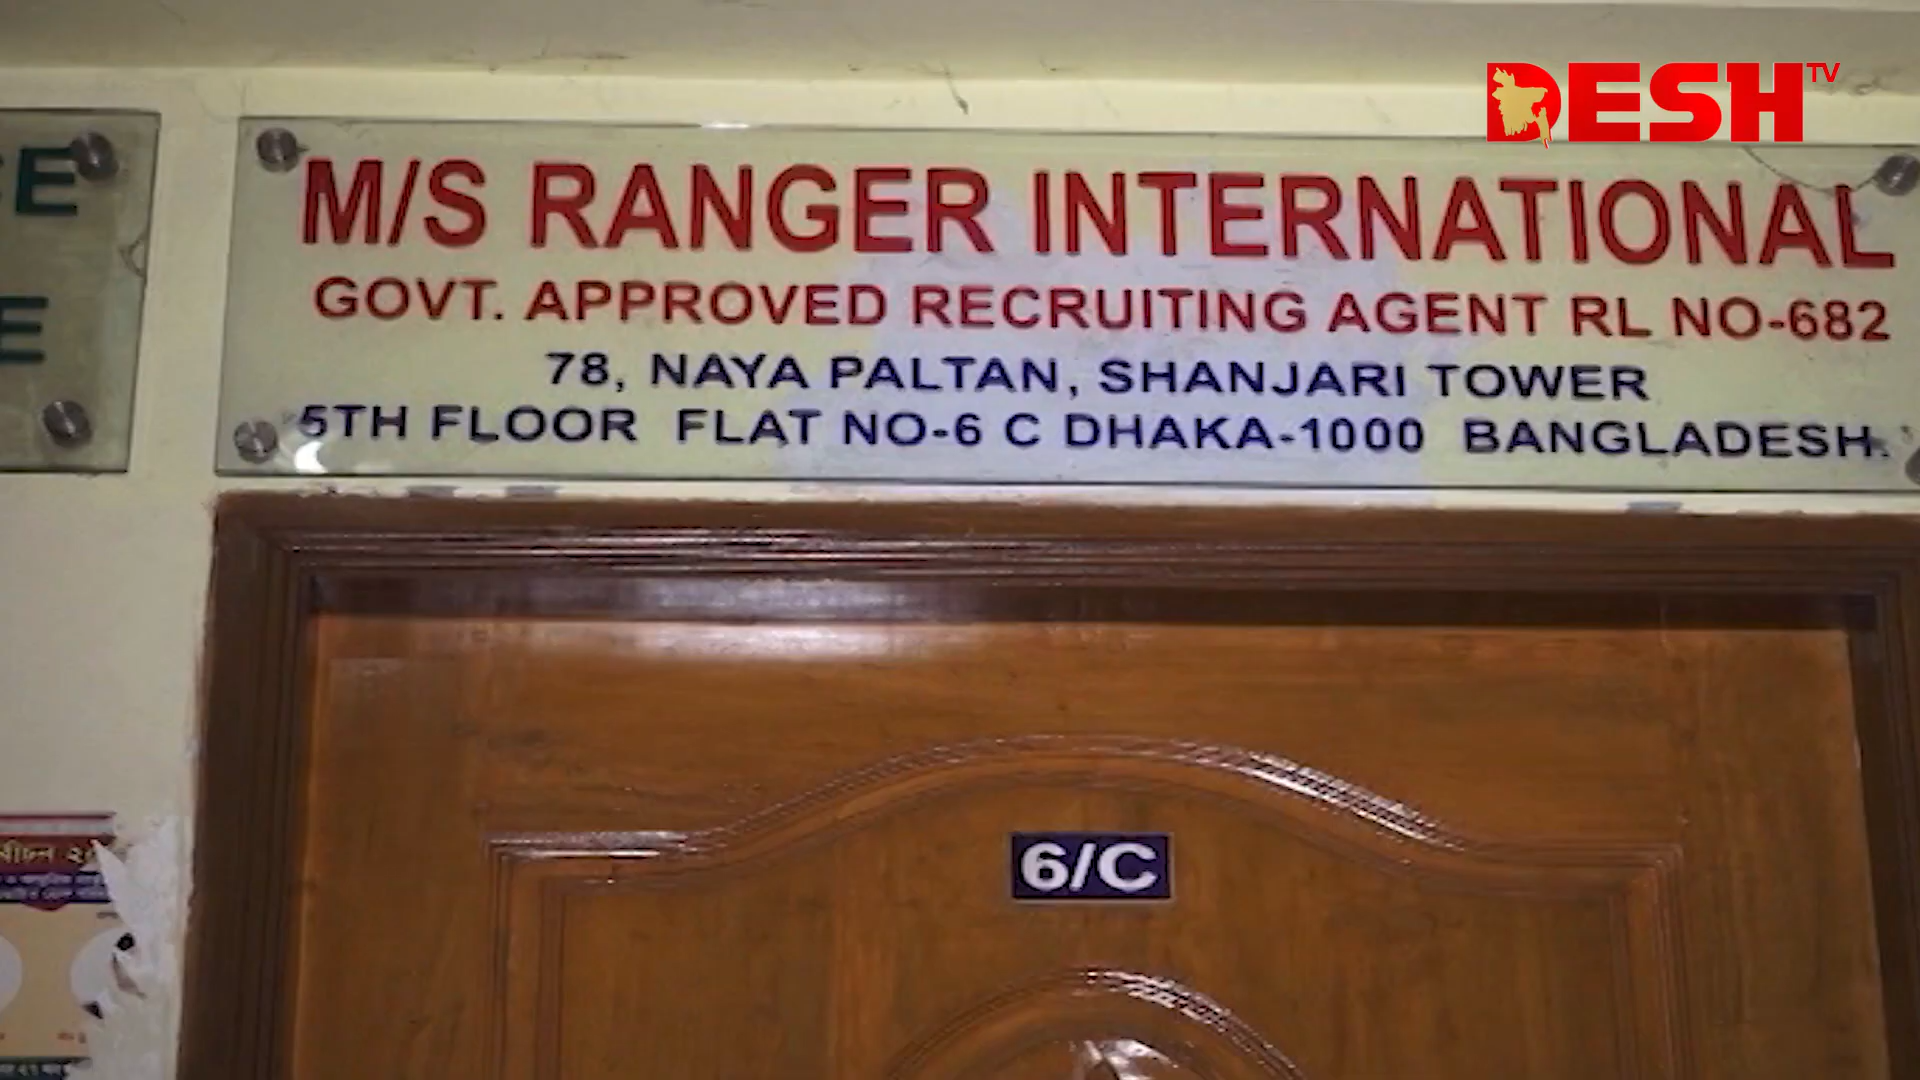 DESH TV
CE
E
M/S RANGER INTERNATIONAL
GOVT. APPROVED RECRUITING AGENT RL NO-682
78, NAYA PALTAN, SHANJARI TOWER
5TH FLOOR FLAT NO-6 C DHAKA-1000 BANGLADESH.
6/C